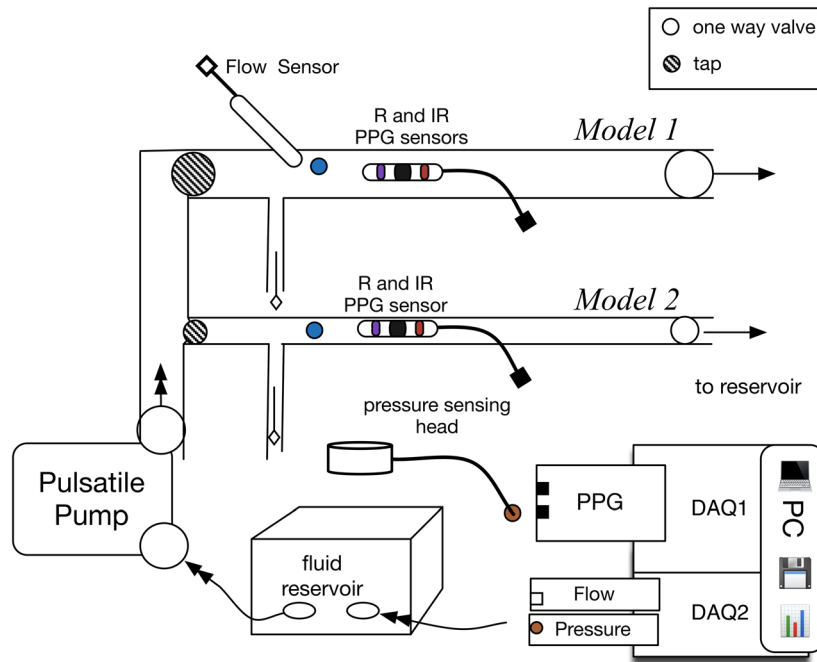 one way valve
tap
Flow Sensor
R and IR
PPG sensors
Model 1
R and IR
PPG sensor
Model 2
to reservoir
pressure sensing
head
Pulsatile
Pump
PPG
DAQ1
PC
fluid
reservoir
Flow
DAQ2
Pressure